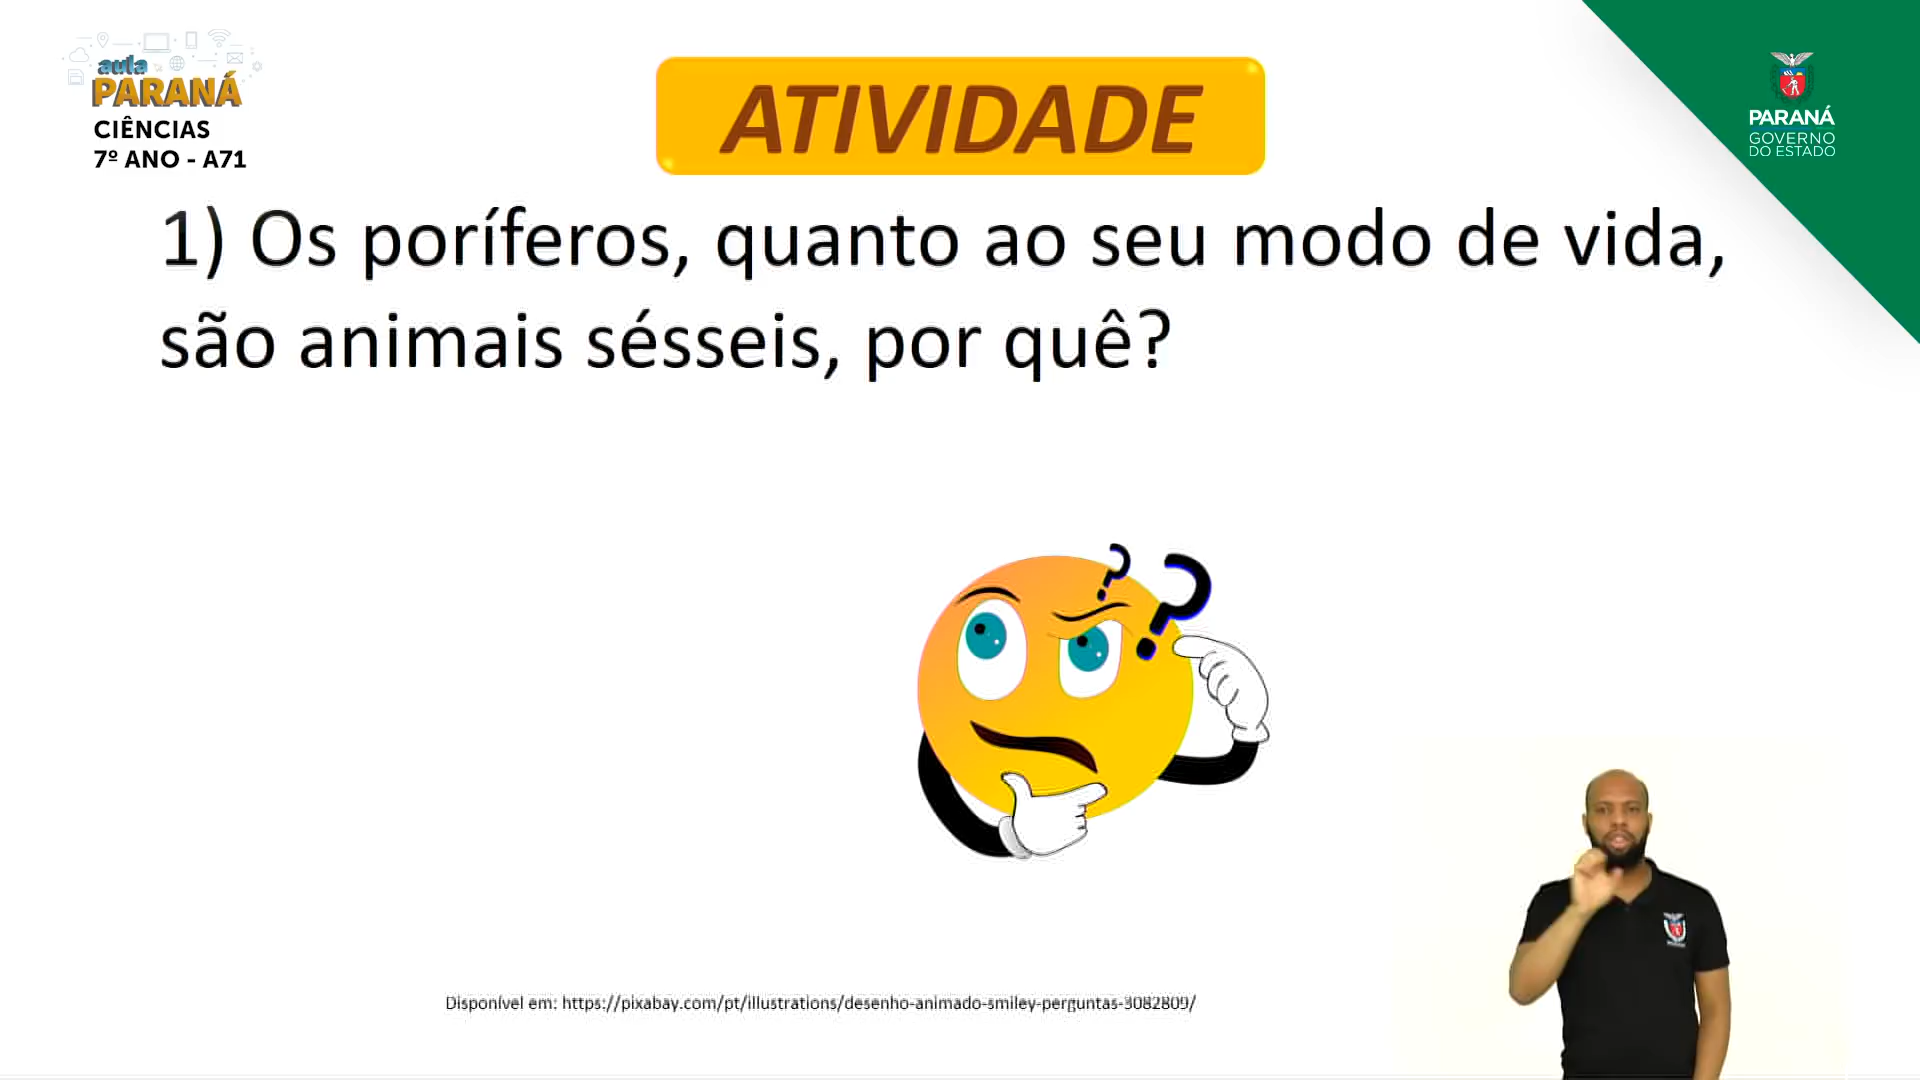 aula
PARANÁ
CIÊNCIAS
7º ANO - A71
ATIVIDADE
PARANÁ
GOVERNO
DO ESTADO
1) Os poríferos, quanto ao seu modo de vida,
são animais sésseis, por quê?
? ?
Disponível em: https://pixabay.com/pt/illustrations/desenho-animado-smiley-perguntas-3082809/